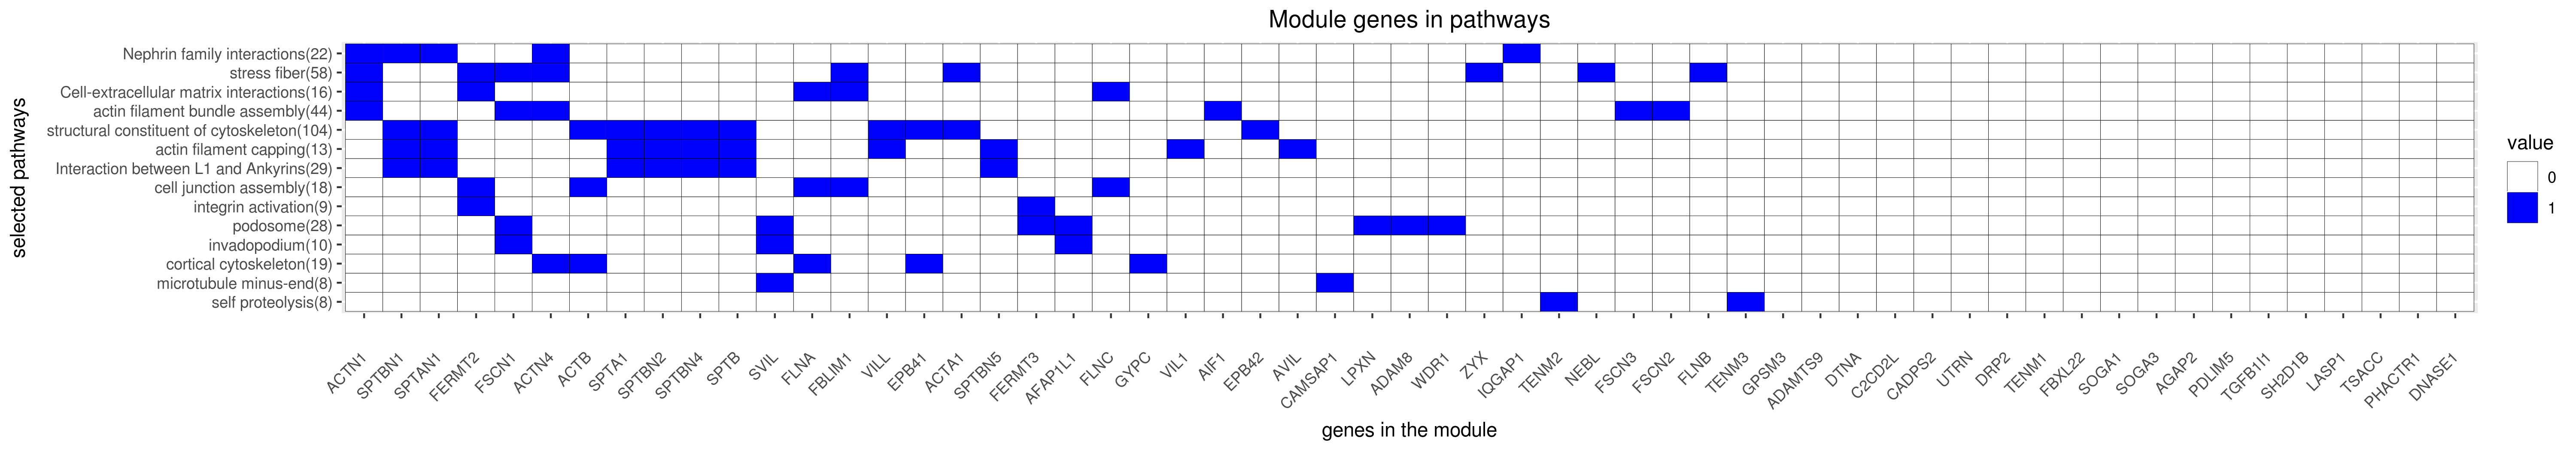 Module genes in pathways
selected pathways
Nephrin family interactions(22)
stress fiber(58)
Cell-extracellular matrix interactions(16)
actin filament bundle assembly(44)
structural constituent of cytoskeleton(104)
actin filament capping(13)
Interaction between L1 and Ankyrins(29)
cell junction assembly(18)
integrin activation(9)
podosome(28)
invadopodium(10)
cortical cytoskeleton(19)
microtubule minus-end(8)
self proteolysis(8)
ACTN1
SPTBN1
SPTAN1
FERMT2
FSCN1
ACTN4
ACTB
SPTA1
SPTBN2
SPTBN4
SPTB
SVIL
FLNA
FBLIM1
VILL
EPB41
ACTA1
SPTBN5
FERMT3
AFAP1L1
FLNC
GYPC
VIL1
AIF1
EPB42
AVIL
CAMSAP1
LPXN
ADAM8
WDR1
ZYX
IQGAP1
TENM2
NEBL
FSCN3
FSCN2
FLNB
TENM3
GPSM3
ADAMTS9
DTNA
C2CD2L
CADPS2
UTRN
DRP2
TENM1
FBXL22
SOGA1
SOGA3
AGAP2
PDLIM5
TGFB1I1
SH2D1B
LASP1
TSACC
PHACTR1
DNASE1
genes in the module
value
0
1